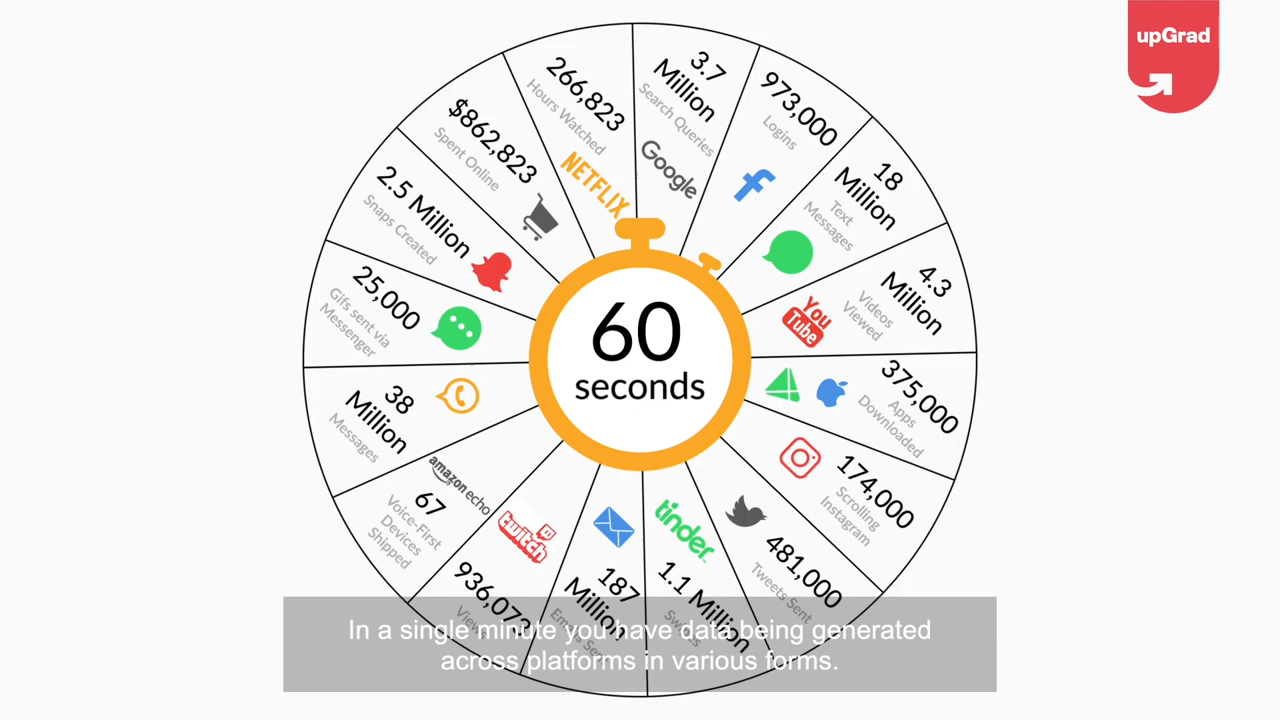 upGrad
3.7
Million
Search Queries
Google
973,000
Logins
18
Million
Text
Messages
4.3
Million
Videos
Viewed
You
Tube
375,000
Apps
Downloaded
174,000
Scrolling
Instagram
481,000
Tweets Sent
tinder
1.1 Million
Swipes
187
Million
Emails Sent
twitch
936,073
Views
amazon echo
67
Voice-First
Devices
Shipped
38
Million
Messages
25,000
Gifs sent via
Messenger
2.5 Million
Snaps Created
$862,823
Spent Online
266,823
Hours Watched
NETFLIX
60
seconds
In a single minute you have data being generated
across platforms in various forms.